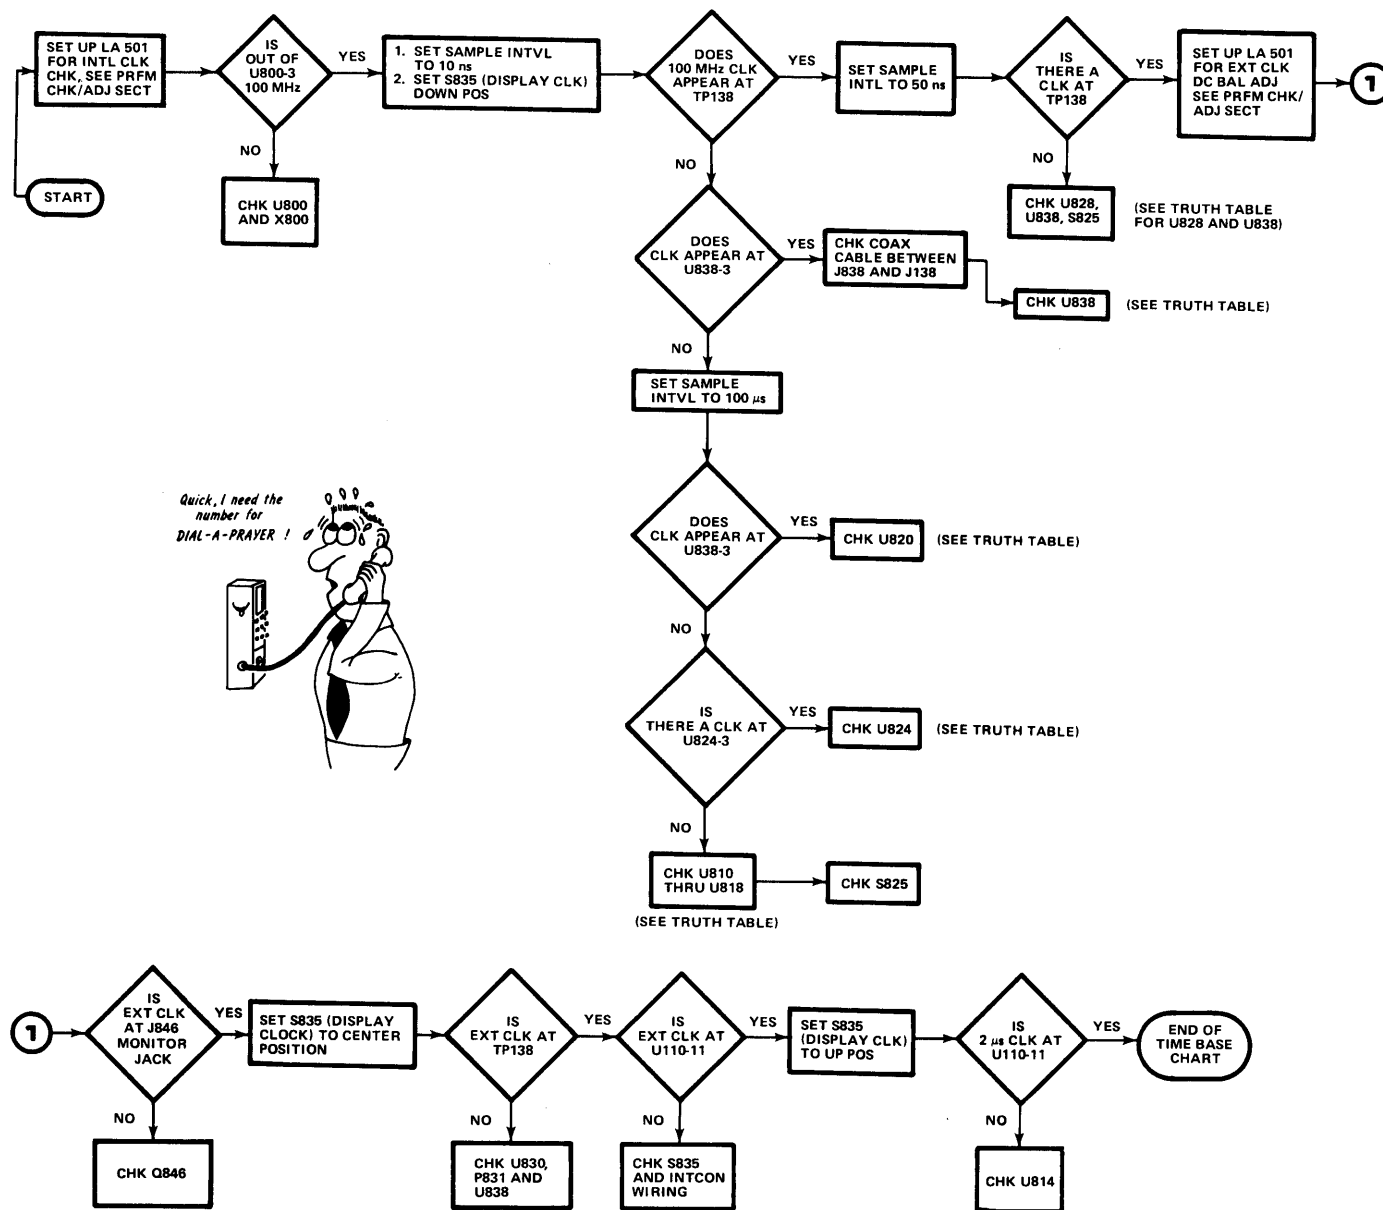 SET UP LA 501
FOR INTL CLK
CHK, SEE PRFM
CHK/ADJ SECT
START
IS
OUT OF
U800-3
100 MHz
YES
NO
CHK U800
AND X800
1. SET SAMPLE INTVL
TO 10 ns
2. SET S835 (DISPLAY CLK)
DOWN POS
DOES
100 MHz CLK
APPEAR AT
TP138
YES
NO
SET SAMPLE
INTL TO 50 ns
IS
THERE A
CLK AT
TP138
YES
NO
SET UP LA 501
FOR EXT CLK
DC BAL ADJ
SEE PRFM CHK/
ADJ SECT
1
CHK U828,
U838, S825
(SEE TRUTH TABLE
FOR U828 AND U838)
DOES
CLK APPEAR AT
U838-3
YES
NO
CHK COAX
CABLE BETWEEN
J838 AND J138
CHK U838
(SEE TRUTH TABLE)
SET SAMPLE
INTVL TO 100 µs
DOES
CLK APPEAR AT
U838-3
YES
NO
CHK U820
(SEE TRUTH TABLE)
Quick, I need the
number for
DIAL-A-PRAYER !
IS
THERE A CLK AT
U824-3
YES
NO
CHK U824
(SEE TRUTH TABLE)
CHK U810
THRU U818
(SEE TRUTH TABLE)
CHK S825
1
IS
EXT CLK
AT J846
MONITOR
JACK
YES
NO
CHK Q846
SET S835 (DISPLAY
CLOCK) TO CENTER
POSITION
IS
EXT CLK AT
TP138
YES
NO
CHK U830,
P831 AND
U838
IS
EXT CLK AT
U110-11
YES
NO
CHK S835
AND INTCON
WIRING
SET S835
(DISPLAY CLK)
TO UP POS
IS
2 µs CLK AT
U110-11
YES
NO
CHK U814
END OF
TIME BASE
CHART